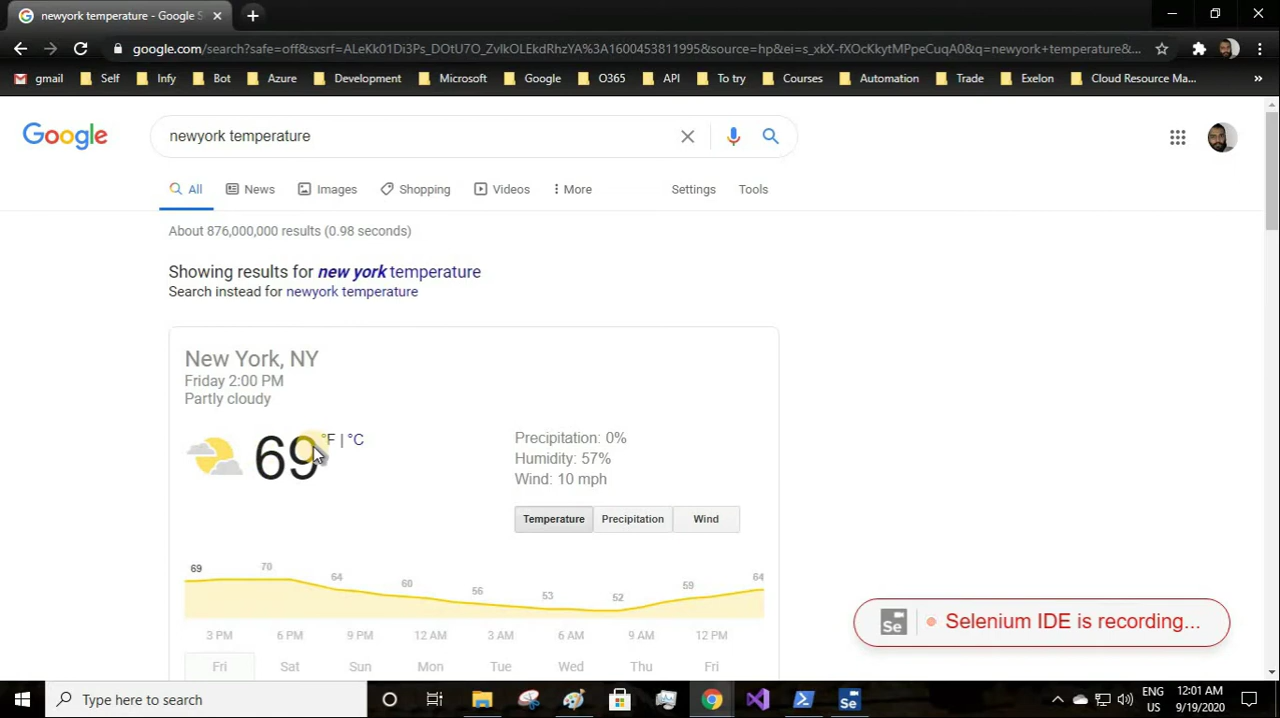 newyork temperature - Google S
google.com/search?safe=off&sxsrf=ALeKk01Di3Ps_DOtU7O_ZvlkOLEkdRhzYA%3A1600453811995&source=hp&ei=s_xkX-fXOcKkytMPpeCuqA0&q=newyork+temperature&...
gmail Self Infy Bot Azure Development Microsoft Google O365 API To try Courses Automation Trade Exelon Cloud Resource Ma... »
Google newyork temperature
All News Images Shopping Videos More Settings Tools
About 876,000,000 results (0.98 seconds)
Showing results for new york temperature
Search instead for newyork temperature
New York, NY
Friday 2:00 PM
Partly cloudy
69 °F | °C
Precipitation: 0%
Humidity: 57%
Wind: 10 mph
Temperature Precipitation Wind
69 70 64 60 56 53 52 59 64
3 PM 6 PM 9 PM 12 AM 3 AM 6 AM 9 AM 12 PM
Fri Sat Sun Mon Tue Wed Thu Fri
Se Selenium IDE is recording...
Type here to search
Se
ENG
US
12:01 AM
9/19/2020